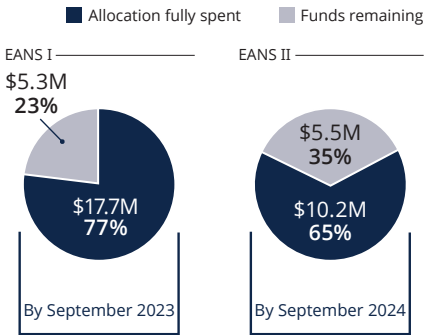 Allocation fully spent
Funds remaining
EANS I
$5.3M
23%
$17.7M
77%
By September 2023
EANS II
$5.5M
35%
$10.2M
65%
By September 2024